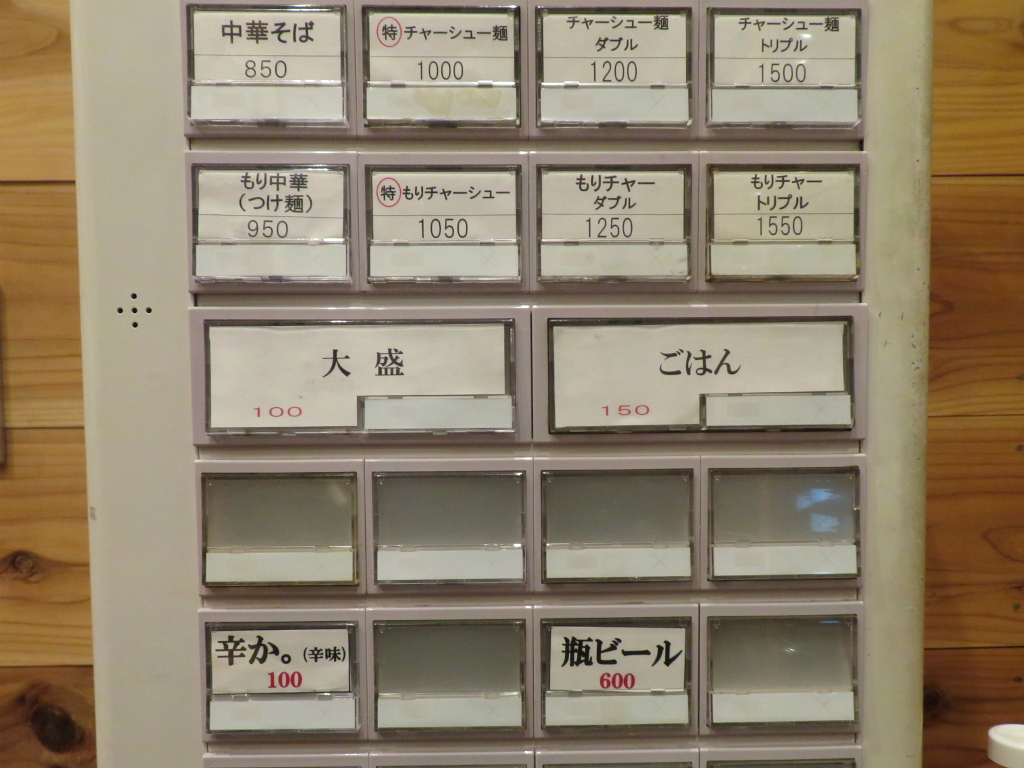 中華そば
850
特 チャーシュー麺
1000
チャーシュー麺
ダブル
1200
チャーシュー麺
トリプル
1500
もり中華
(つけ麺)
950
特 もりチャーシュー
1050
もりチャー
ダブル
1250
もりチャー
トリプル
1550
大盛
100
ごはん
150
辛か。(辛味)
100
瓶ビール
600